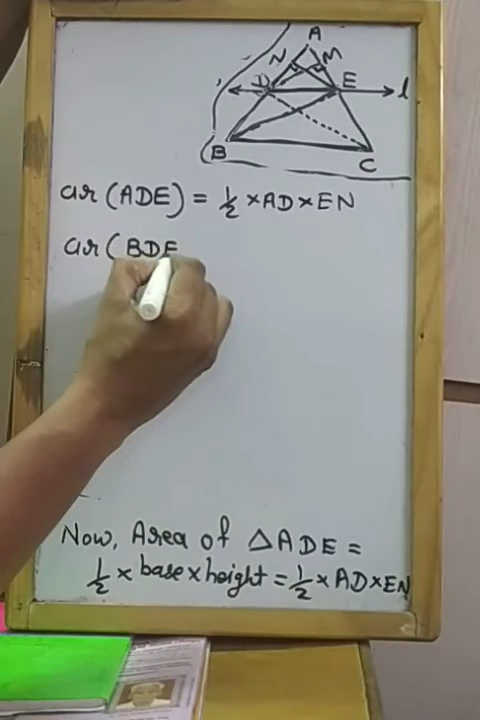 A
N M
D E l
B C
ar (ADE) = 1/2 × AD × EN
ar (BDE
Now, Area of △ADE =
1/2 × base × height = 1/2 × AD × EN